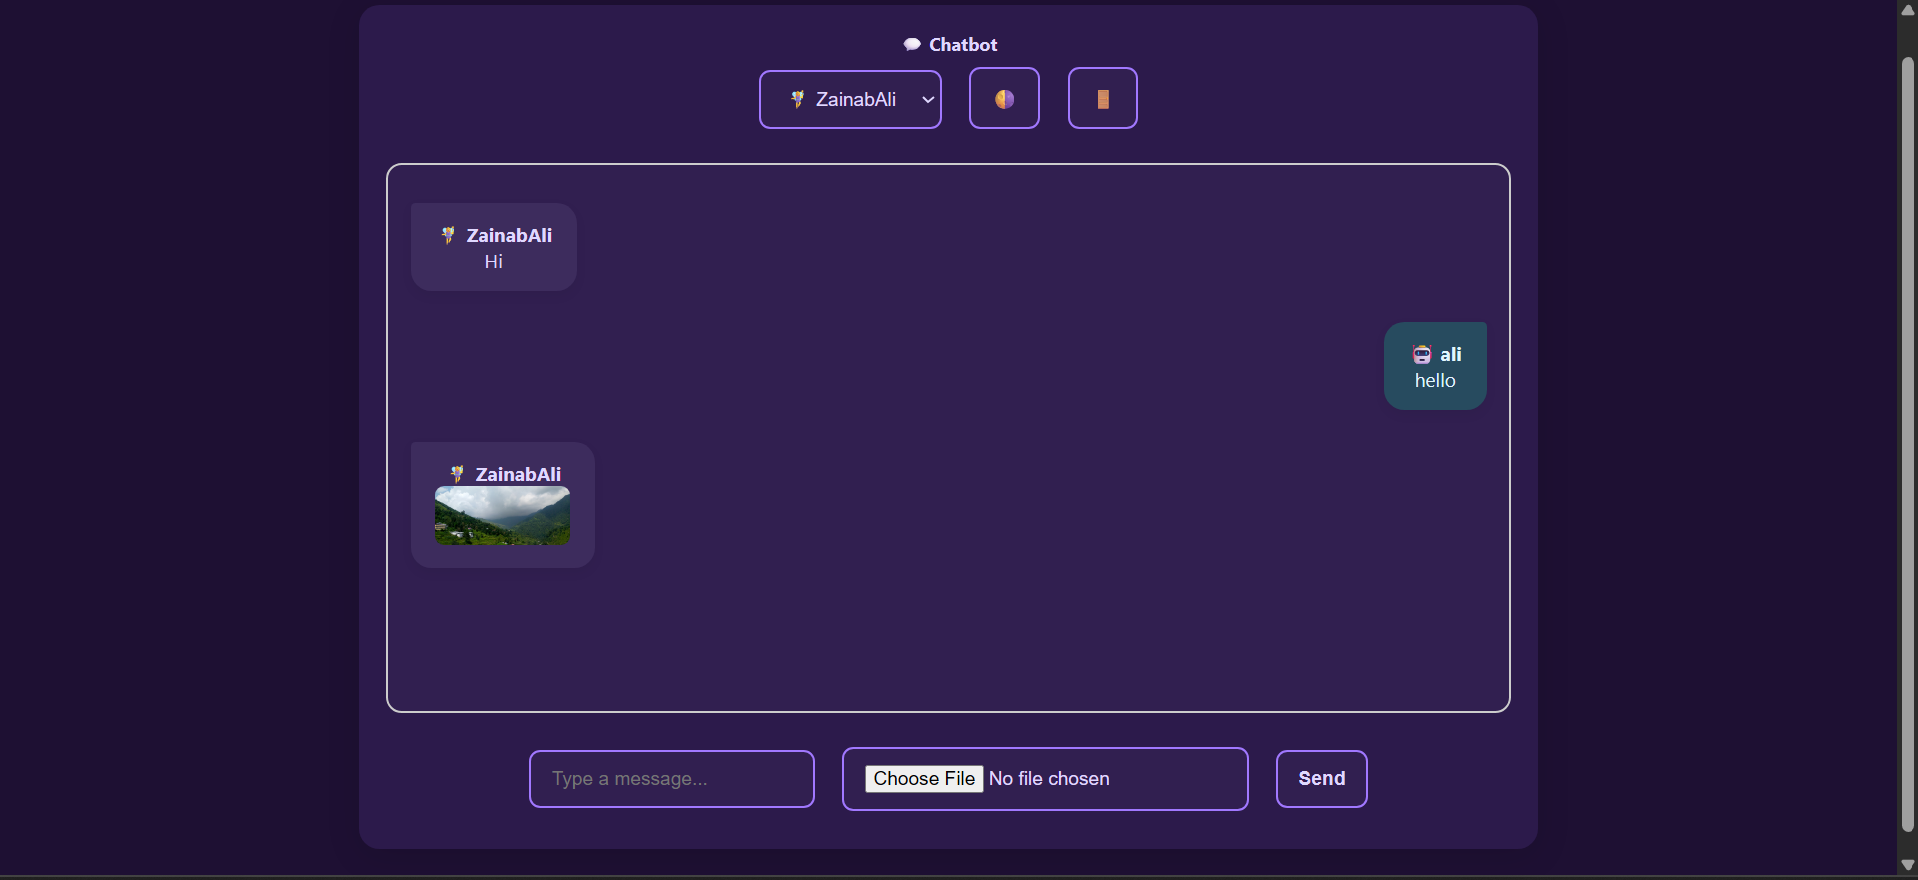 Chatbot
ZainabAli
ZainabAli
Hi
ali
hello
ZainabAli
Type a message...
Choose File No file chosen
Send